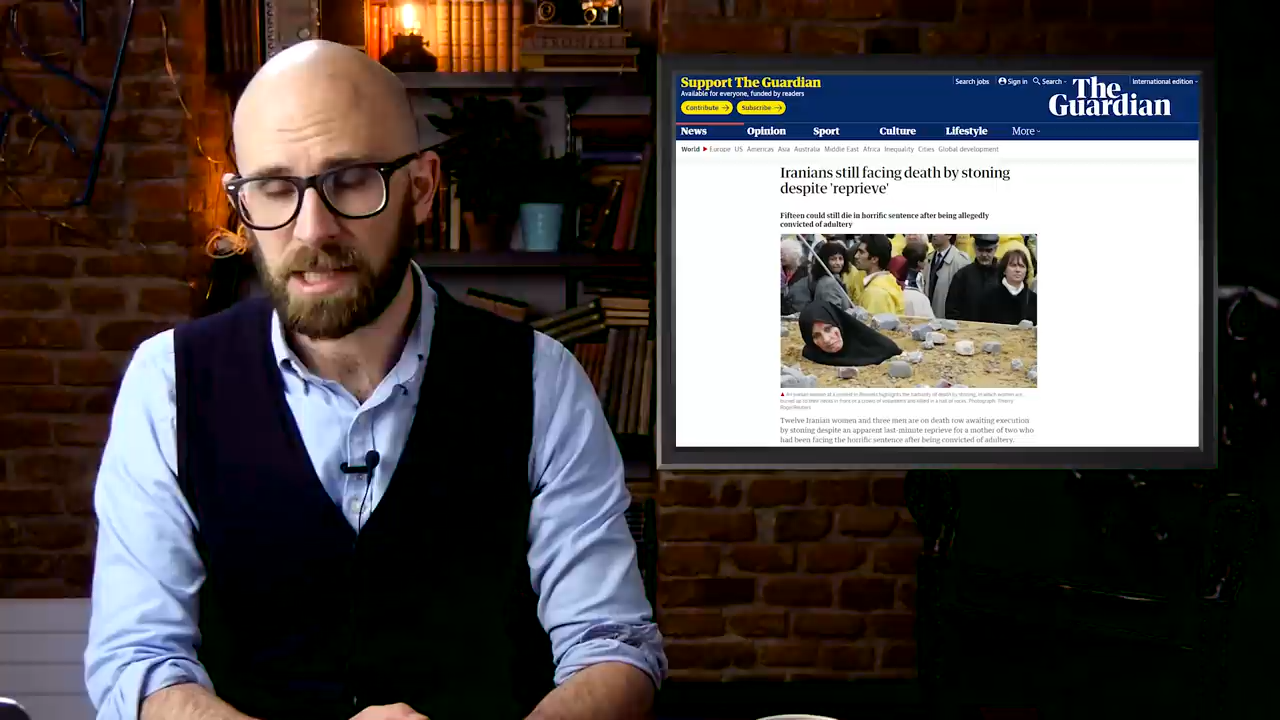 Support The Guardian
Available for everyone, funded by readers
Contribute → Subscribe →
Search jobs Sign in Search
The Guardian
International edition
News Opinion Sport Culture Lifestyle More
World Europe US Americas Asia Australia Middle East Africa Inequality Cities Global development
Iranians still facing death by stoning
despite 'reprieve'
Fifteen could still die in horrific sentence after being allegedly
convicted of adultery
Twelve Iranian women and three men are on death row awaiting execution
by stoning despite an apparent last-minute reprieve for a mother of two who
had been facing the horrific sentence after being convicted of adultery.